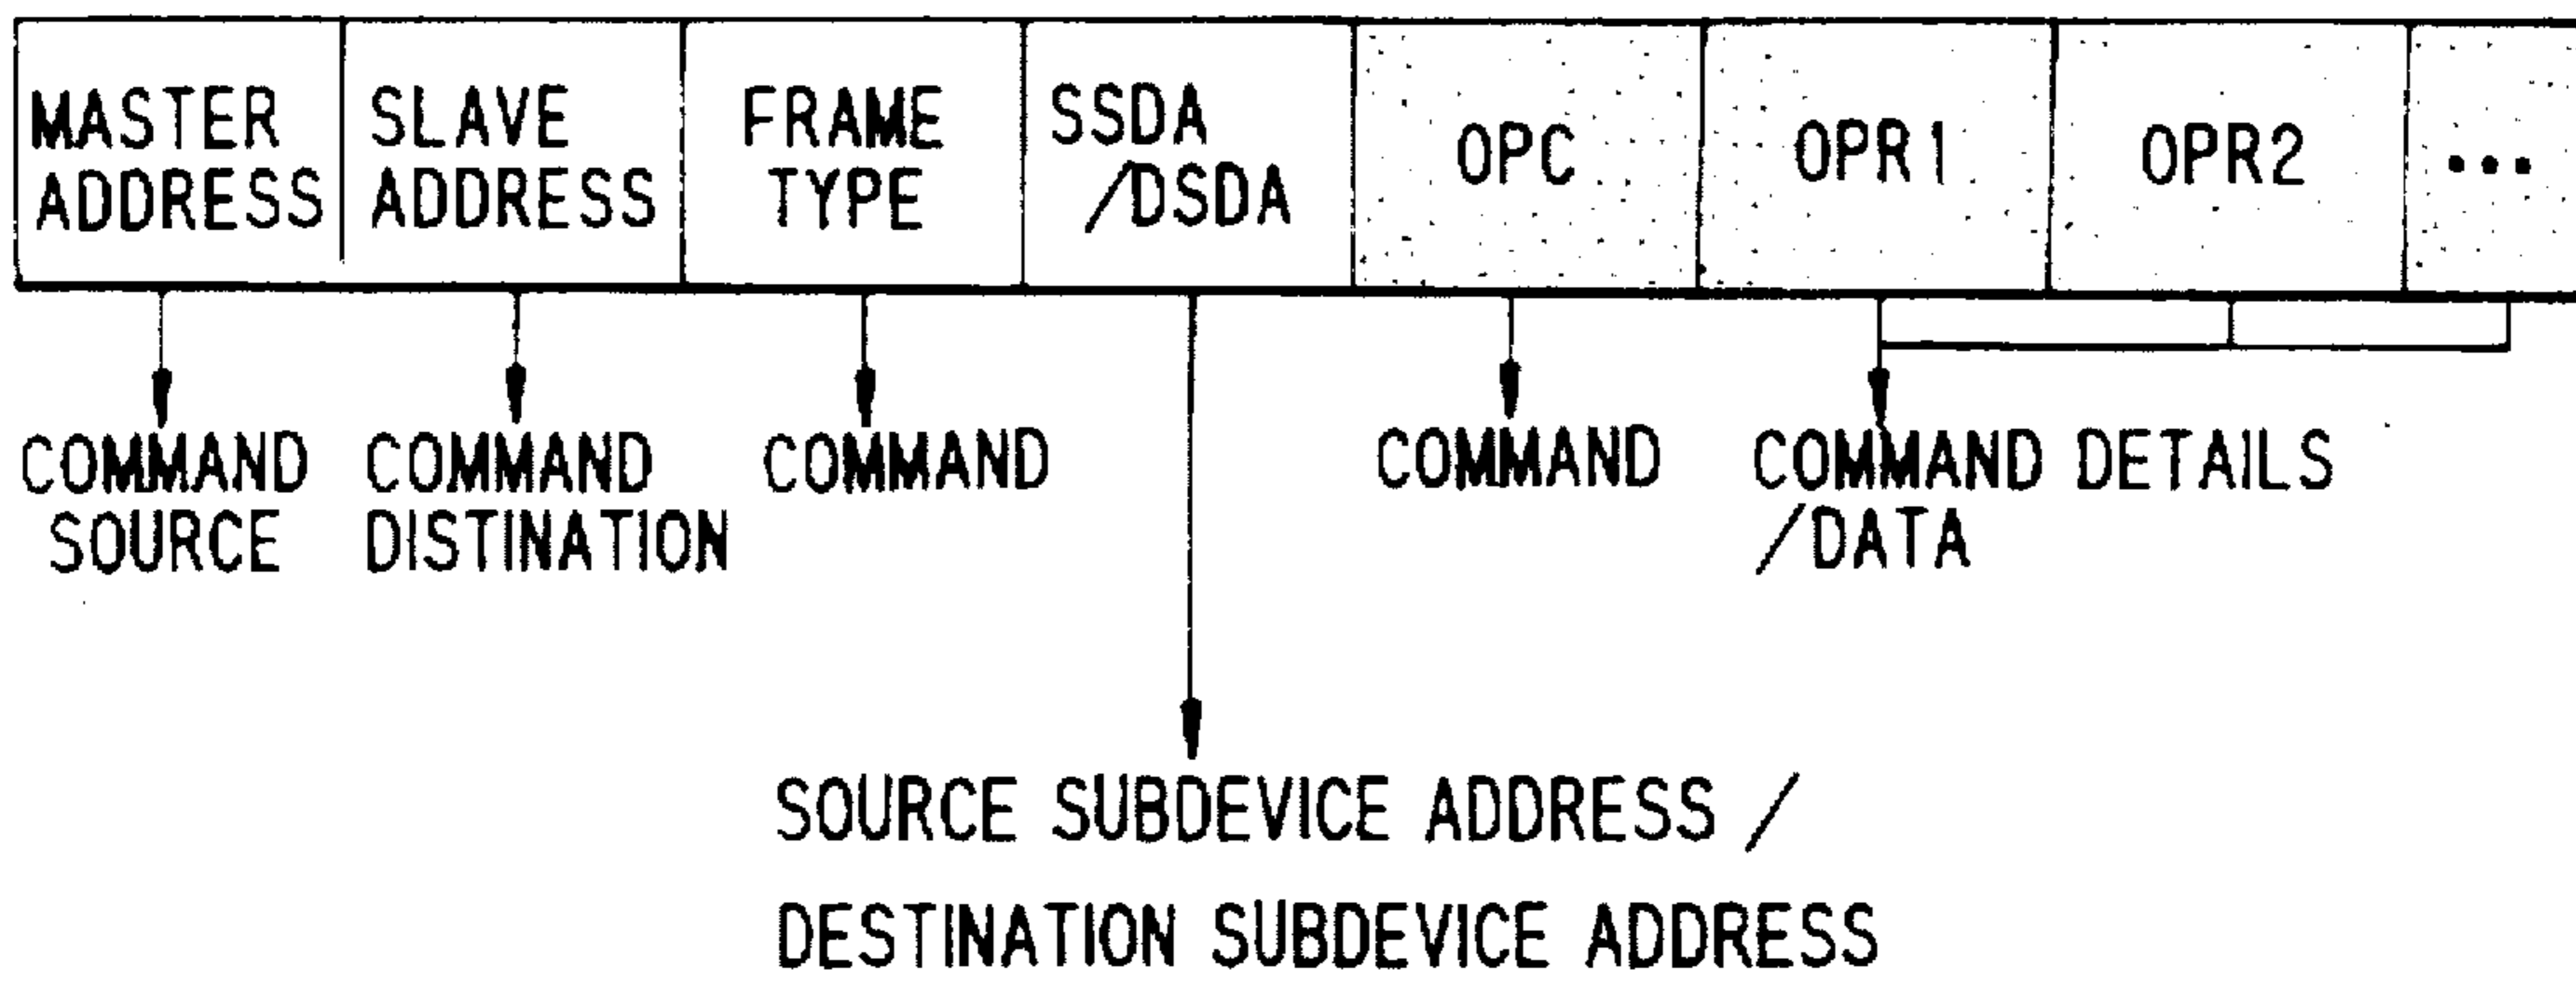 MASTER
ADDRESS
SLAVE
ADDRESS
FRAME
TYPE
SSDA
/DSDA
OPC
OPR1
OPR2
...
COMMAND
SOURCE
COMMAND
DISTINATION
COMMAND
COMMAND
COMMAND DETAILS
/DATA
SOURCE SUBDEVICE ADDRESS /
DESTINATION SUBDEVICE ADDRESS